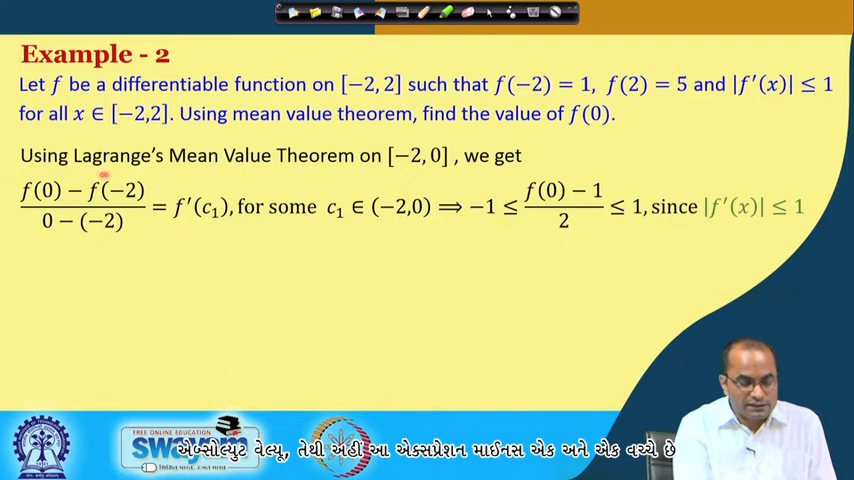 Example - 2
Let f be a differentiable function on [−2, 2] such that f(−2) = 1, f(2) = 5 and |f′(x)| ≤ 1
for all x ∈ [−2,2]. Using mean value theorem, find the value of f(0).
Using Lagrange’s Mean Value Theorem on [−2, 0] , we get
(f(0) − f(−2))/(0 − (−2)) = f′(c₁), for some c₁ ∈ (−2,0) ⟹ −1 ≤ (f(0) − 1)/2 ≤ 1, since |f′(x)| ≤ 1
FREE ONLINE EDUCATION
swayam
એબ્સોલ્યુટ વેલ્યૂ, તેથી અહીં આ એક્સપ્રેશન માઈનસ એક અને એક વચ્ચે છે